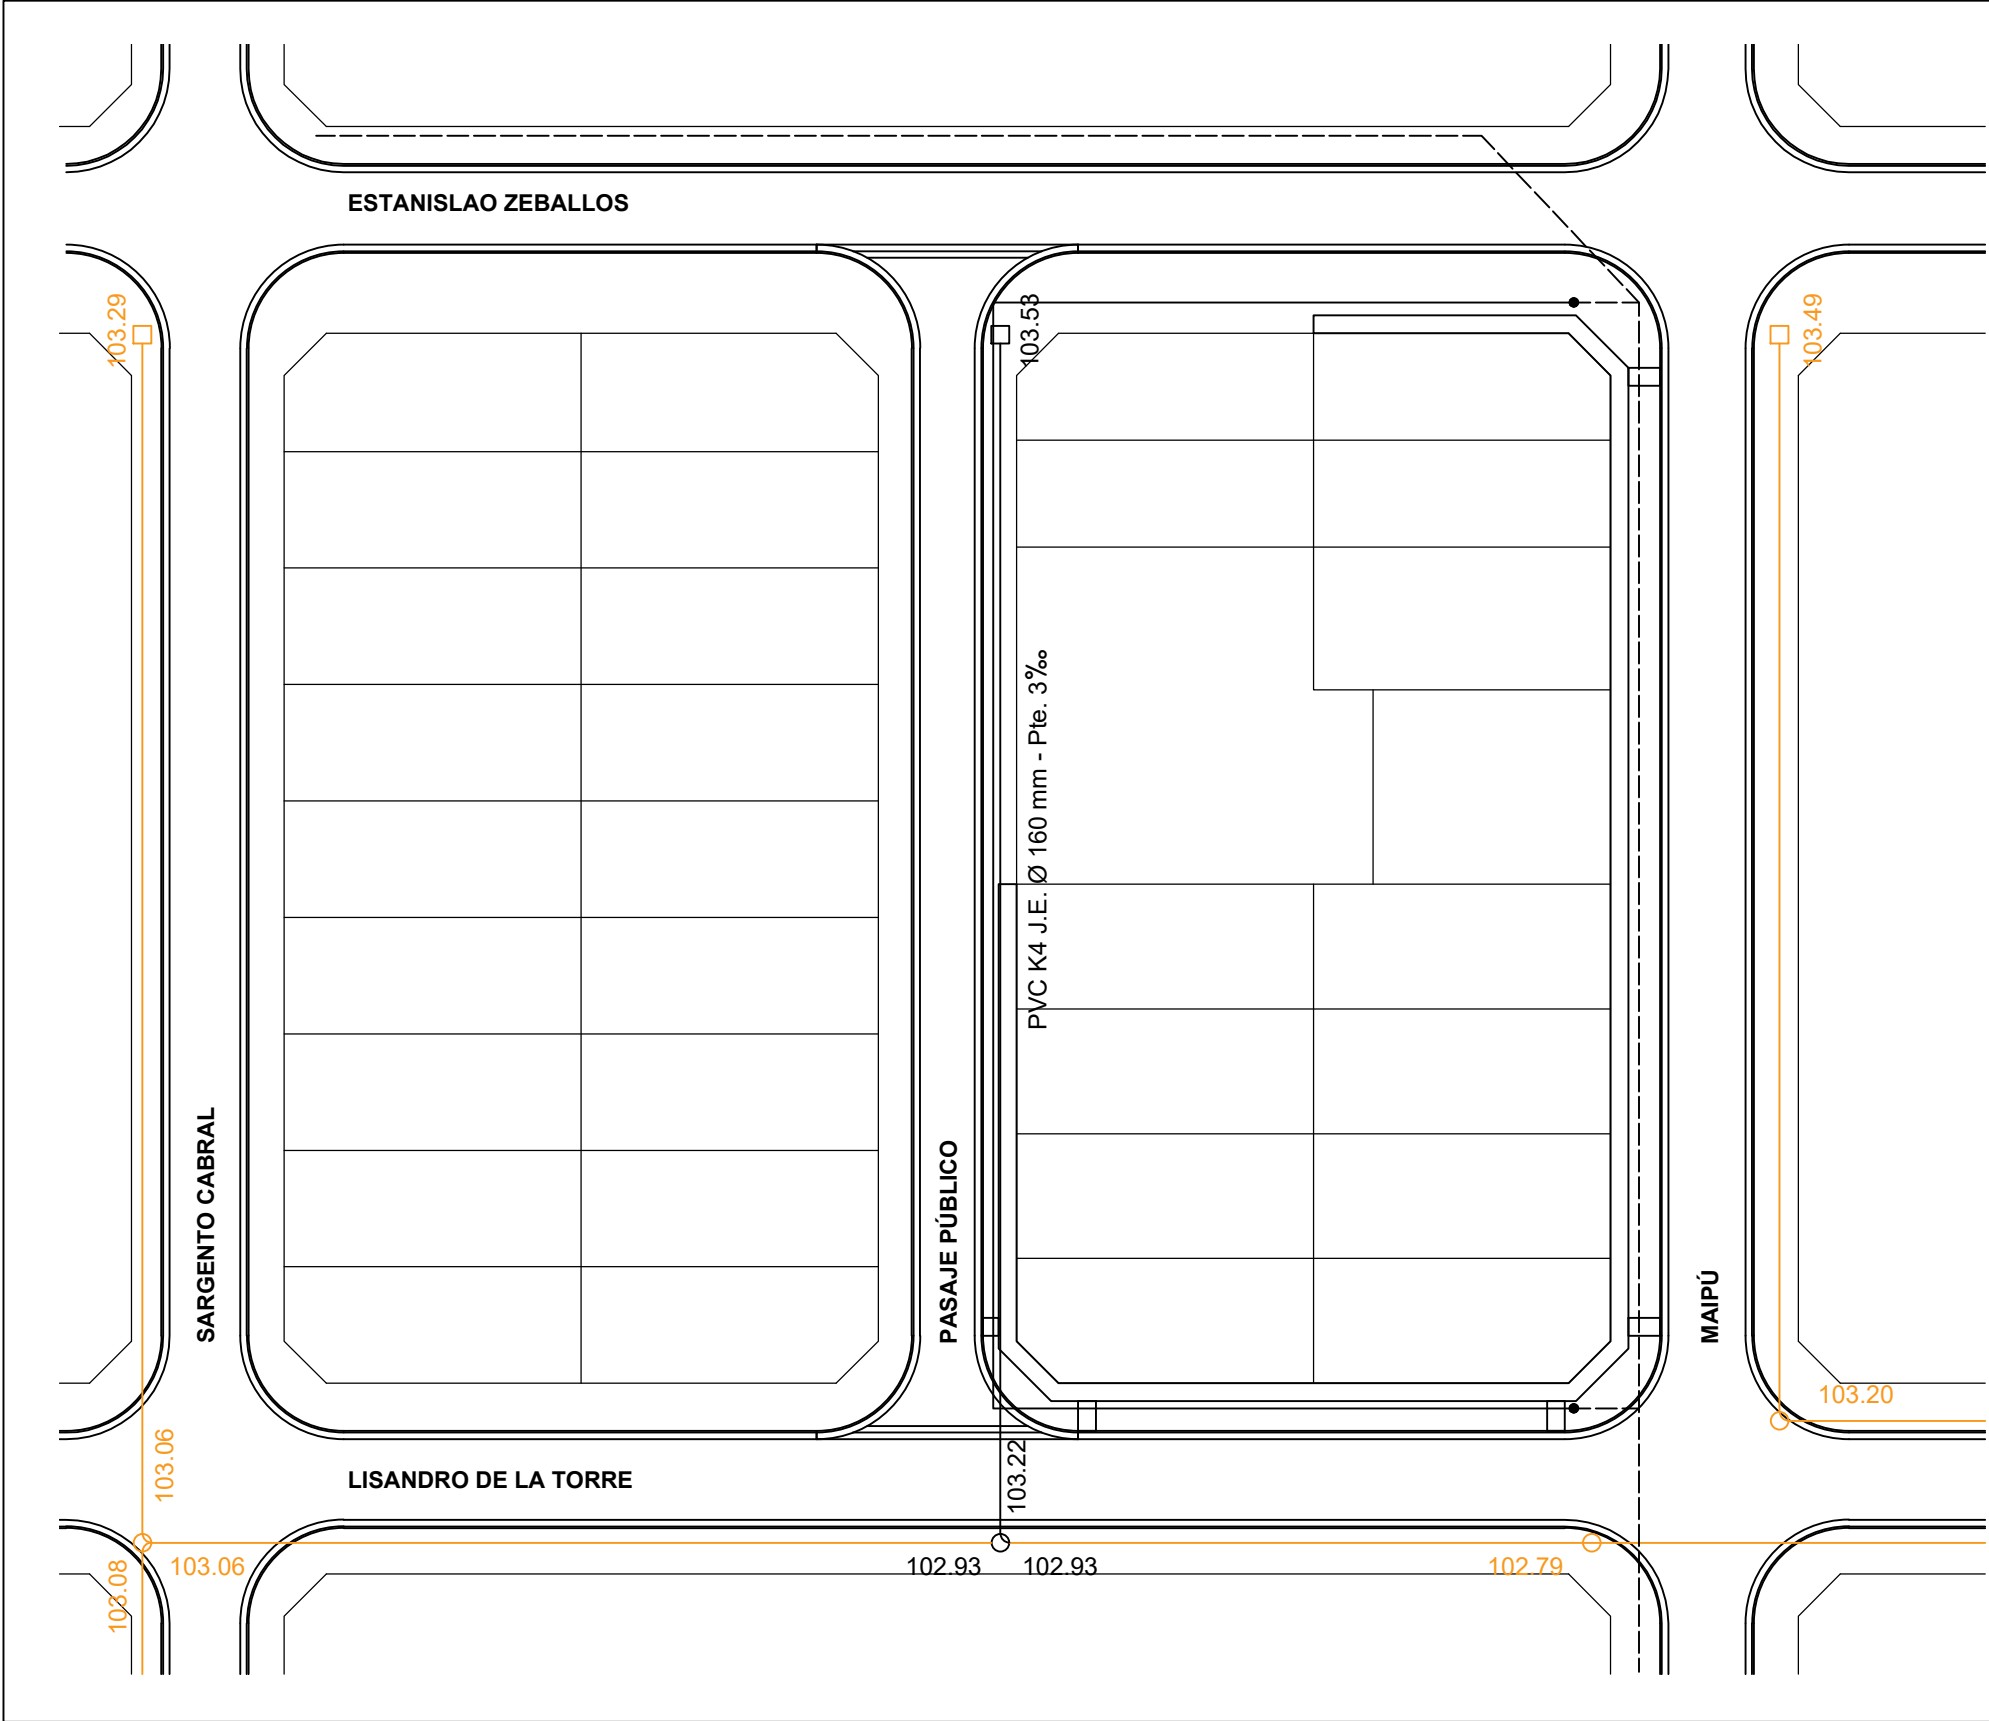 ESTANISLAO ZEBALLOS
103.29
103.53
103.49
PVC K4 J.E. Ø 160 mm - Pte. 3‰
SARGENTO CABRAL
PASAJE PÚBLICO
MAIPÚ
103.20
103.06
103.22
LISANDRO DE LA TORRE
103.08
103.06
102.93
102.93
102.79